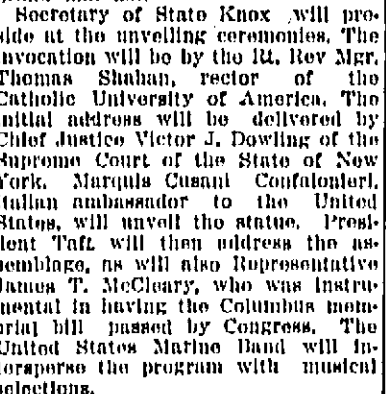 Secretary of State Knox will pre-
side at the unveiling ceremonies. The
invocation will be by the Rt. Rev Mgr.
Thomas Shahan, rector of the
Catholic University of America. The
initial address will be delivered by
Chief Justice Victor J. Dowling of the
Supreme Court of the State of New
York. Marquis Cusani Confalonieri,
Italian ambassador to the United
States, will unveil the statue. Presi-
dent Taft will then address the as-
semblage, as will also Representative
James T. McCleary, who was instru-
mental in having the Columbus mem-
orial bill passed by Congress. The
United States Marine Band will in-
tersperse the program with musical
selections.